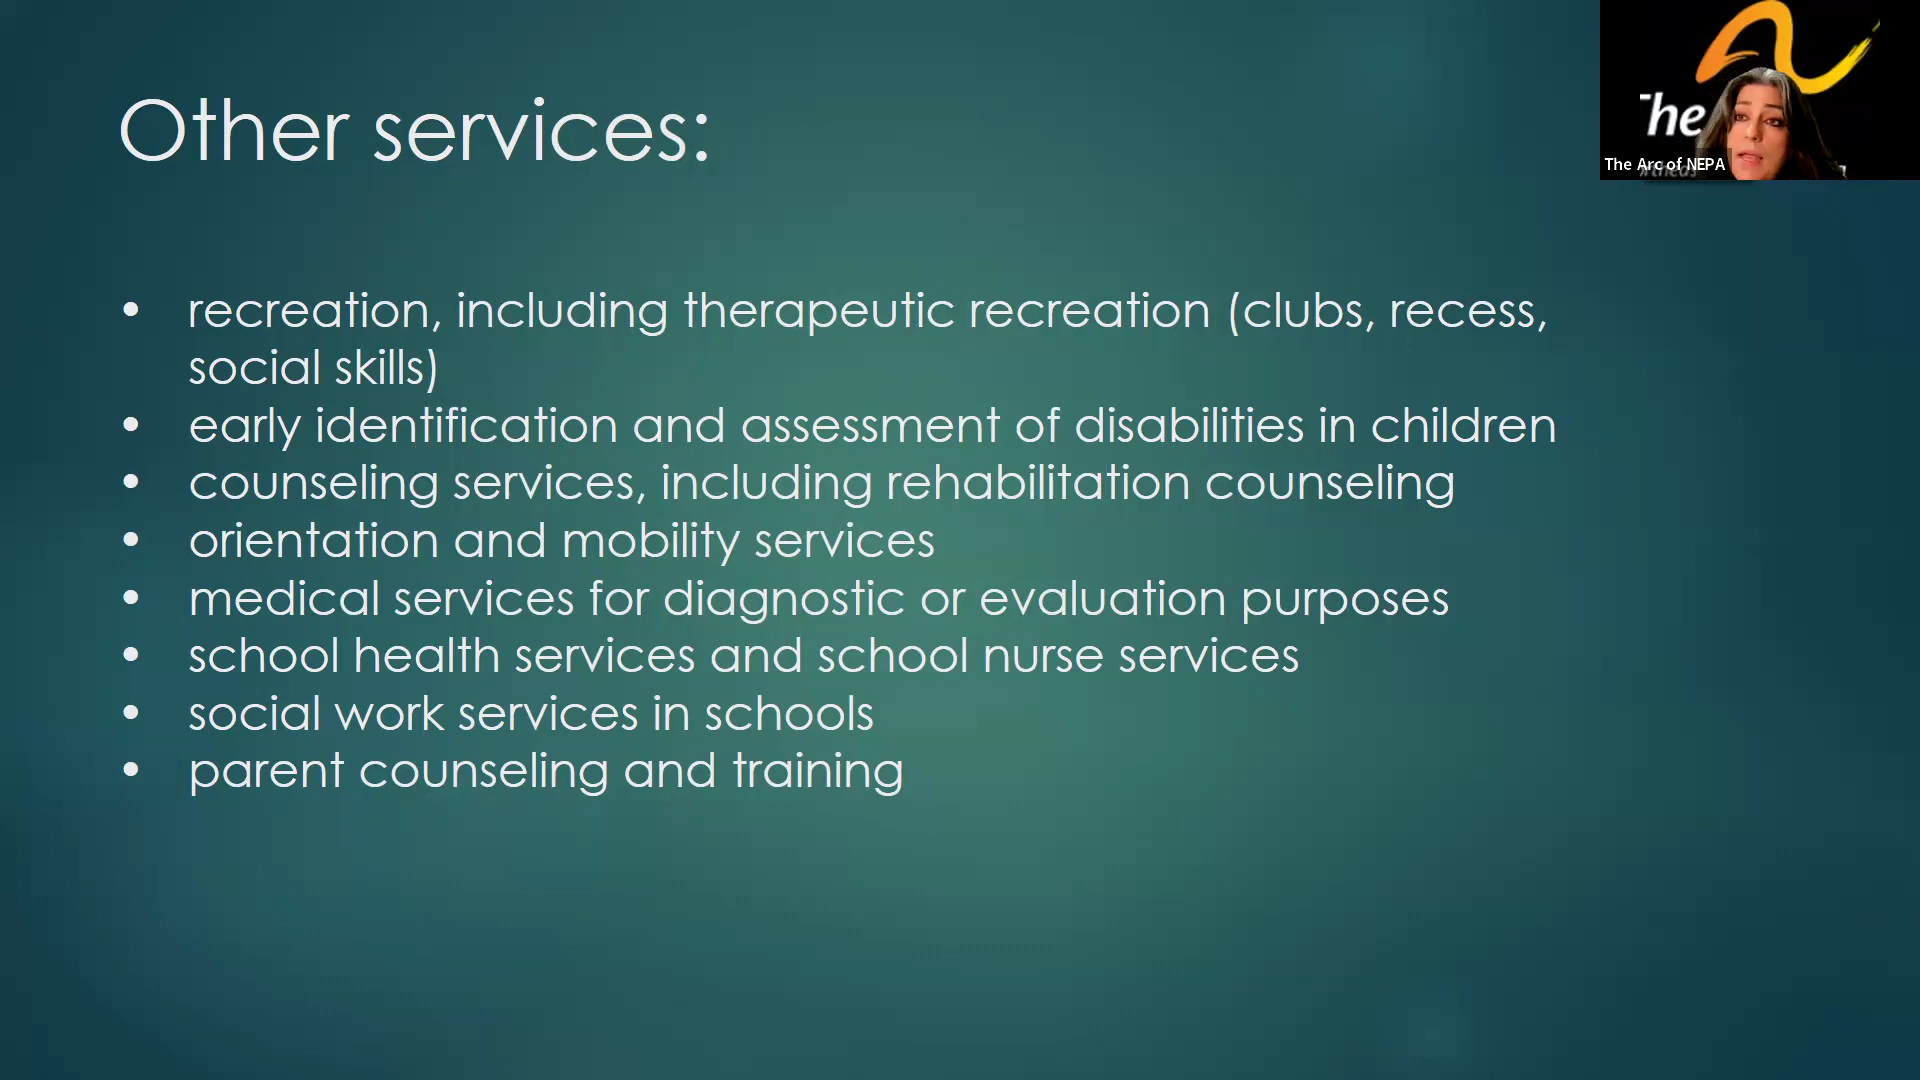 Other services:
• recreation, including therapeutic recreation (clubs, recess,
social skills)
• early identification and assessment of disabilities in children
• counseling services, including rehabilitation counseling
• orientation and mobility services
• medical services for diagnostic or evaluation purposes
• school health services and school nurse services
• social work services in schools
• parent counseling and training
The
The Arc of NEPA